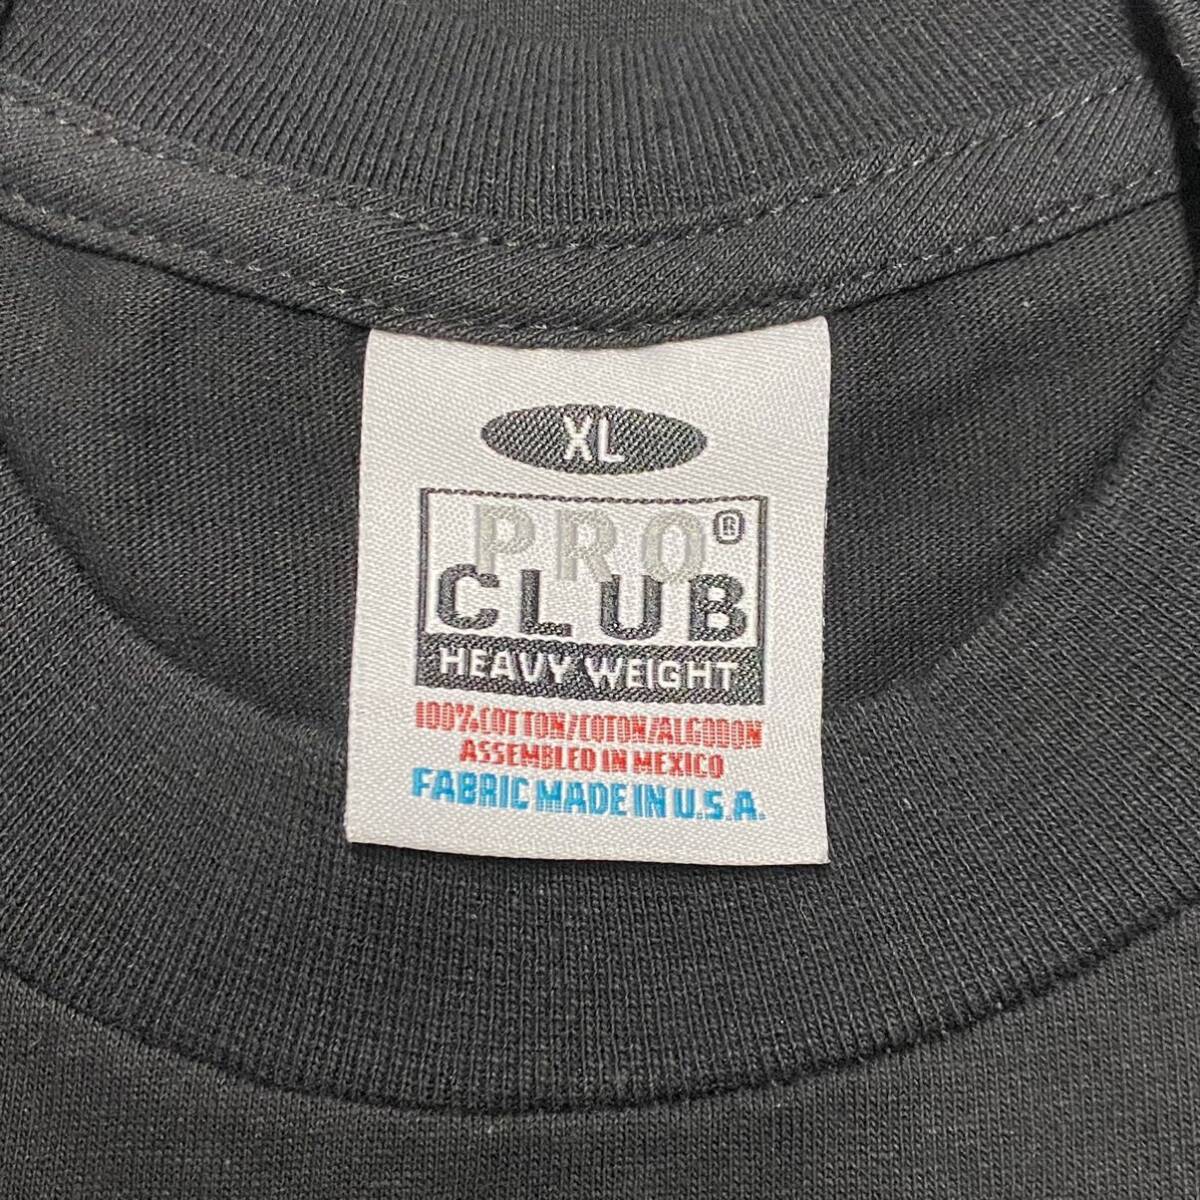 XL
PRO®
CLUB
HEAVY WEIGHT
100%COTTON/COTON/ALGODON
ASSEMBLED IN MEXICO
FABRIC MADE IN U.S.A.